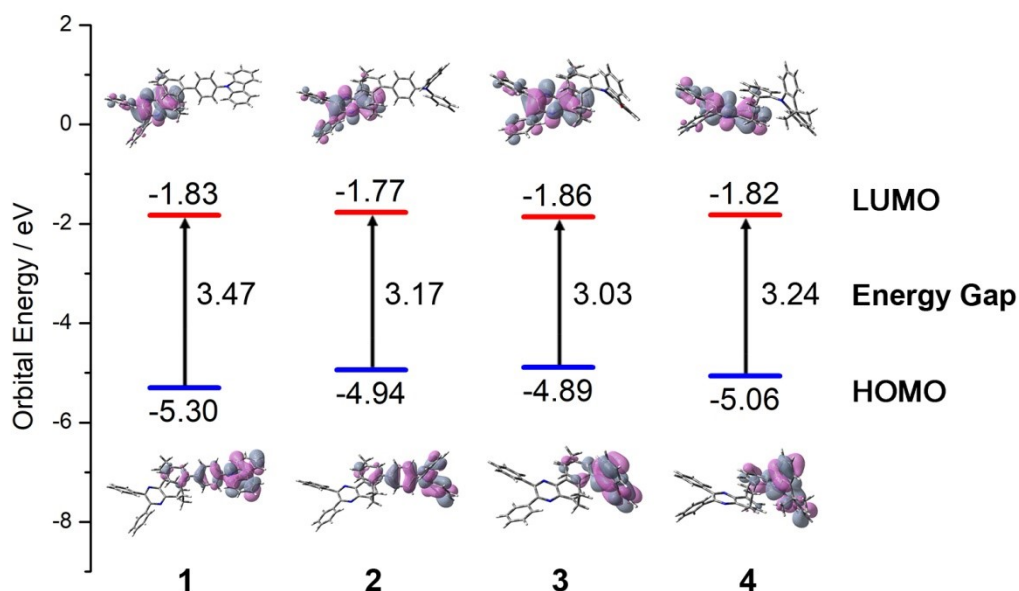 2
0
-2
-4
-6
-8
Orbital Energy / eV
-1.83 -1.77 -1.86 -1.82
LUMO
3.47 3.17 3.03 3.24
Energy Gap
-5.30 -4.94 -4.89 -5.06
HOMO
1 2 3 4